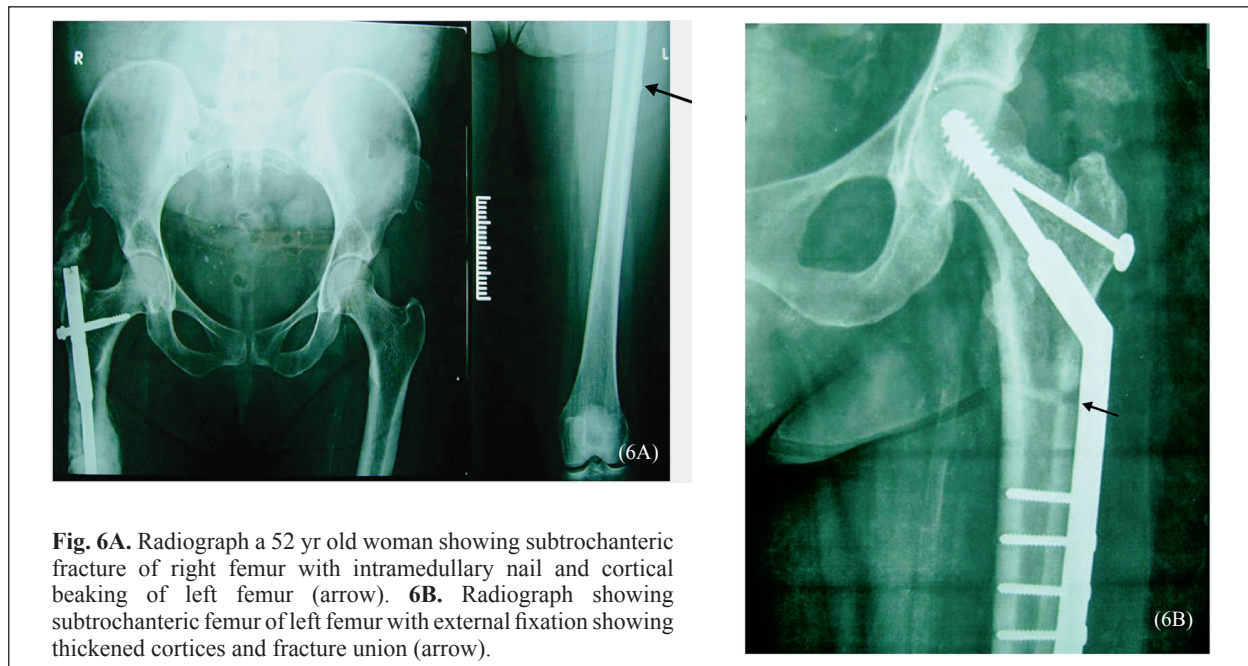 R
L
(6A)
(6B)
Fig. 6A. Radiograph a 52 yr old woman showing subtrochanteric
fracture of right femur with intramedullary nail and cortical
beaking of left femur (arrow). 6B. Radiograph showing
subtrochanteric femur of left femur with external fixation showing
thickened cortices and fracture union (arrow).